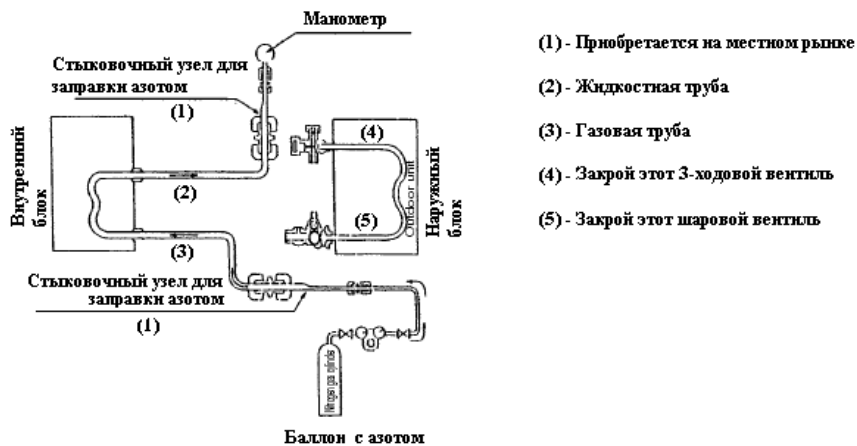 Манометр
Стыковочный узел для
заправки азотом
(1)
(4)
Внутренний
блок
(2)
Outdoor unit
Наружный
блок
(5)
(3)
Стыковочный узел для
заправки азотом
(1)
Баллон с азотом
(1) - Приобретается на местном рынке
(2) - Жидкостная труба
(3) - Газовая труба
(4) - Закрой этот 3-ходовой вентиль
(5) - Закрой этот шаровой вентиль